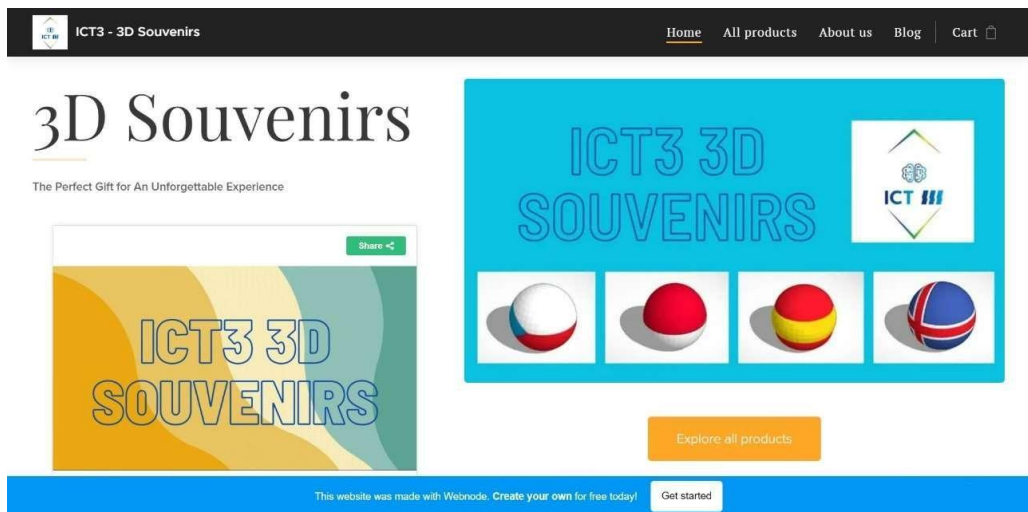 ICT III
ICT3 - 3D Souvenirs
Home All products About us Blog Cart
3D Souvenirs
The Perfect Gift for An Unforgettable Experience
Share
ICT3 3D
SOUVENIRS
ICT3 3D
SOUVENIRS
ICT III
Explore all products
This website was made with Webnode. Create your own for free today! Get started